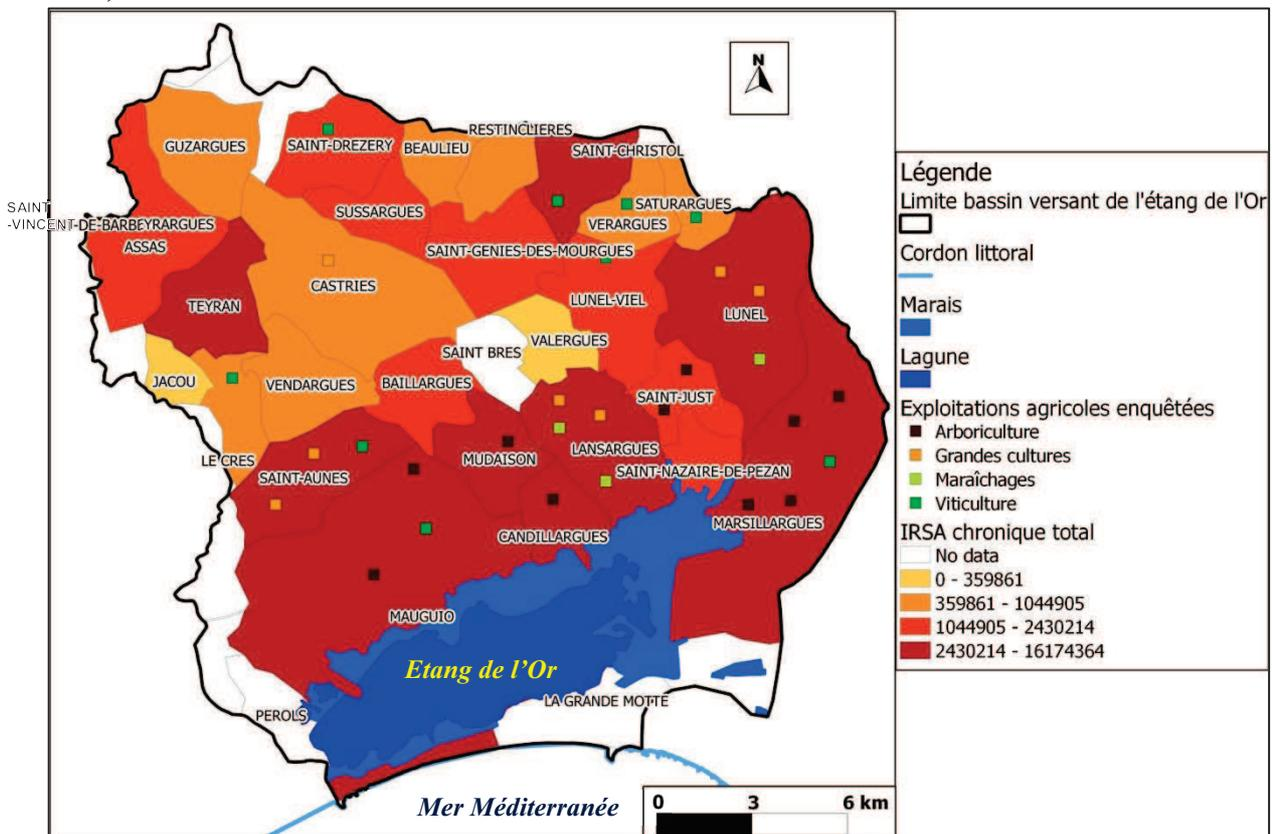 N
GUZARGUES
SAINT-DREZERY
BEAULIEU
RESTINCLIERES
SAINT-CHRISTOL
SAINT
-VINCENT-DE-BARBEYRARGUES
ASSAS
SUSSARGUES
SATURARGUES
VERARGUES
SAINT-GENIES-DES-MOURGUES
TEYRAN
CASTRIES
LUNEL-VIEL
LUNEL
VALERGUES
SAINT BRES
JACOU
VENDARGUES
BAILLARGUES
SAINT-JUST
LE CRES
SAINT-AUNES
MUDAISON
LANSARGUES
SAINT-NAZAIRE-DE-PEZAN
CANDILLARGUES
MARSILLARGUES
MAUGUIO
Etang de l'Or
PEROLS
LA GRANDE MOTTE
Mer Méditerranée
0 3 6 km
Légende
Limite bassin versant de l'étang de l'Or
Cordon littoral
Marais
Lagune
Exploitations agricoles enquêtées
Arboriculture
Grandes cultures
Maraîchages
Viticulture
IRSA chronique total
No data
0 - 359861
359861 - 1044905
1044905 - 2430214
2430214 - 16174364